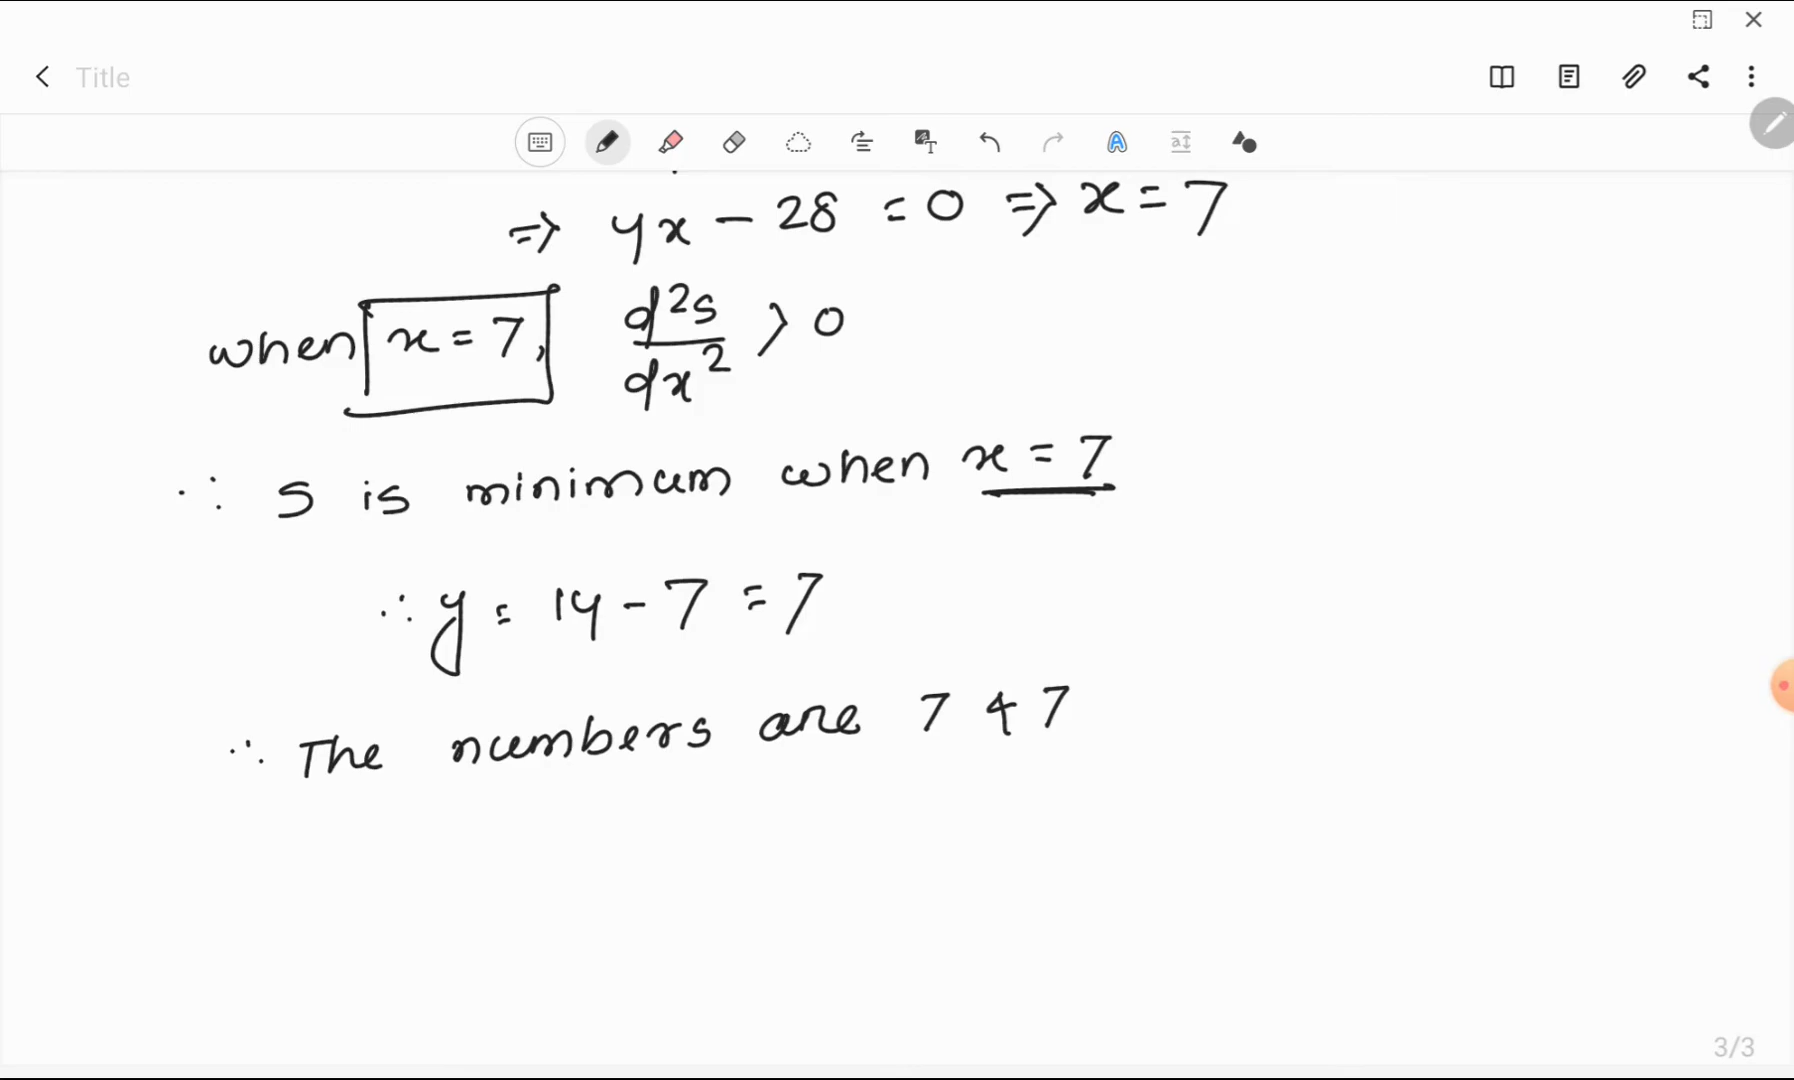 Title
⇒ 4x - 28 = 0 ⇒ x = 7
when x = 7, d²s/dx² > 0
∴ S is minimum when x = 7
∴ y = 14 - 7 = 7
∴ The numbers are 7 & 7
3/3